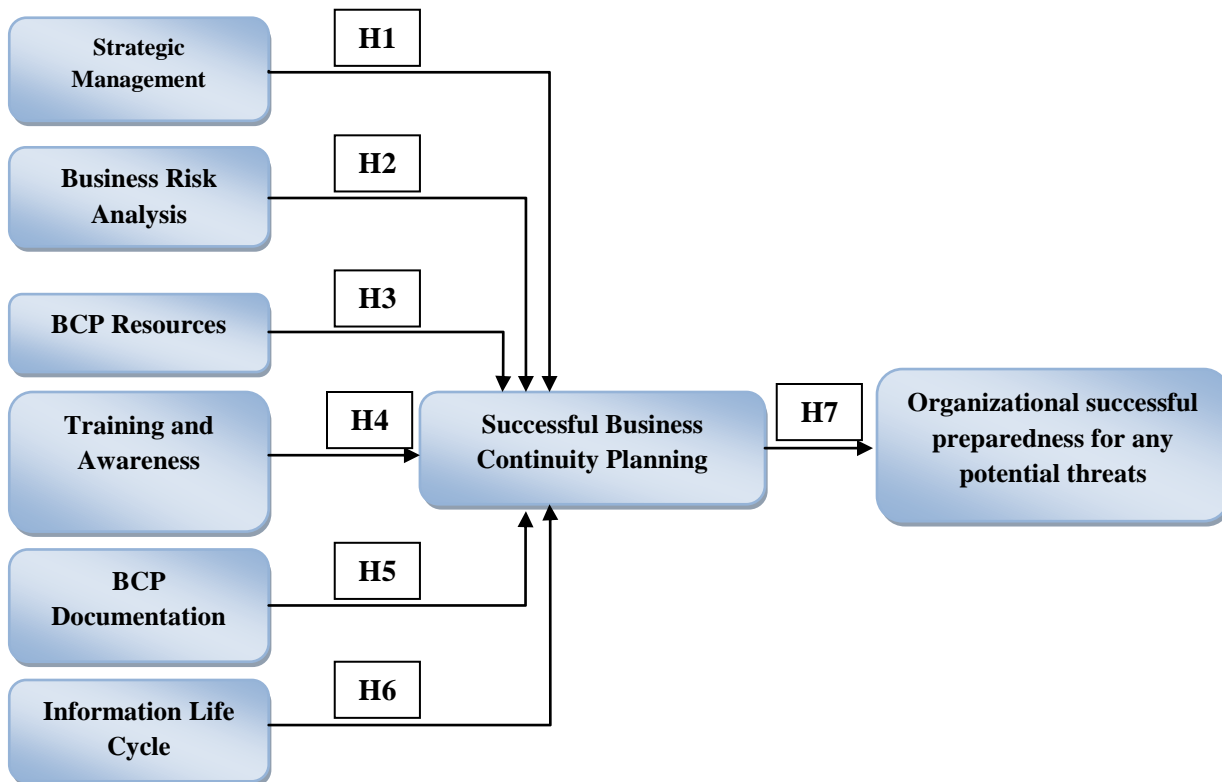 Strategic
Management
H1
Business Risk
Analysis
H2
BCP Resources
H3
Training and
Awareness
H4
BCP
Documentation
H5
Information Life
Cycle
H6
Successful Business
Continuity Planning
H7
Organizational successful
preparedness for any
potential threats